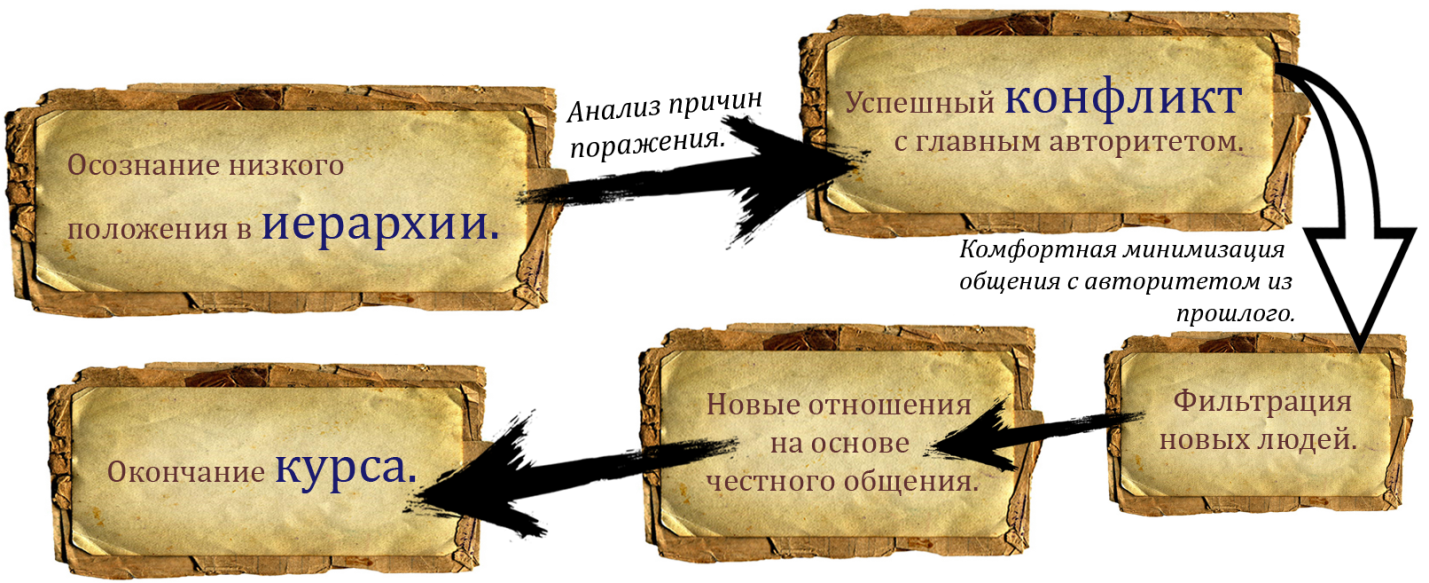 Осознание низкого
положения в иерархии.
Анализ причин
поражения.
Успешный конфликт
с главным авторитетом.
Комфортная минимизация
общения с авторитетом из
прошлого.
Фильтрация
новых людей.
Новые отношения
на основе
честного общения.
Окончание курса.